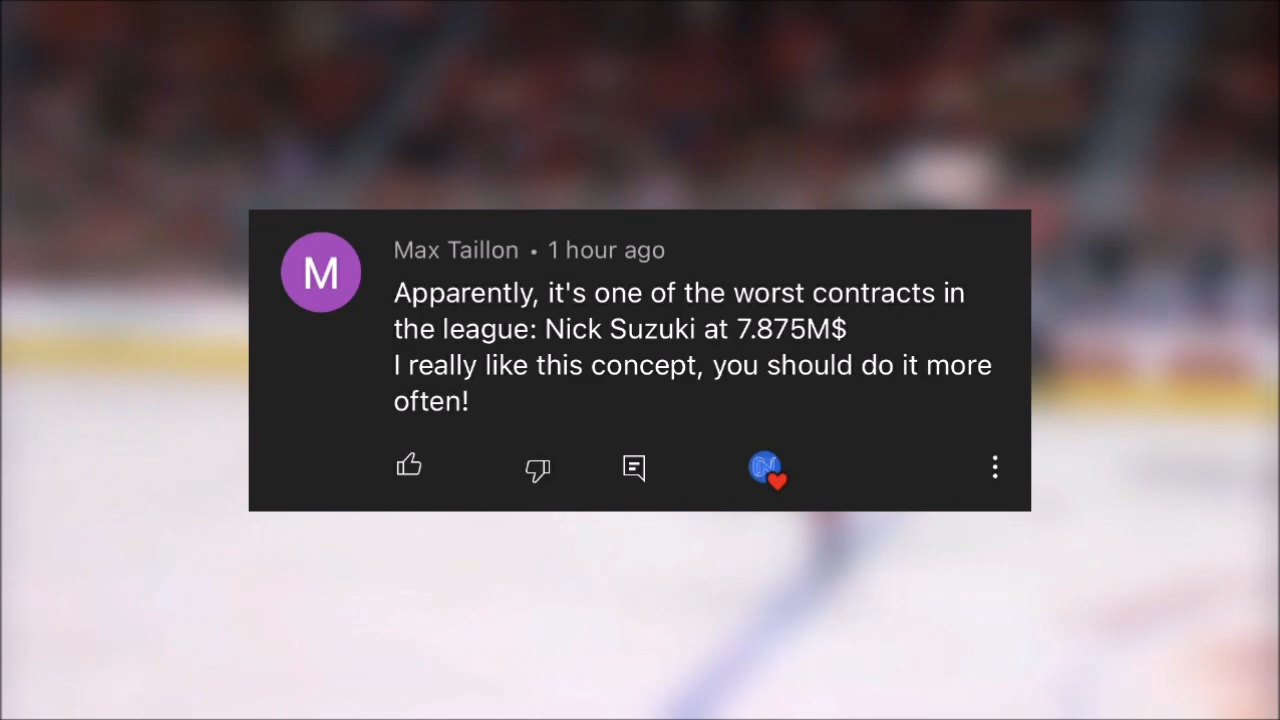 M
Max Taillon • 1 hour ago
Apparently, it's one of the worst contracts in
the league: Nick Suzuki at 7.875M$
I really like this concept, you should do it more
often!